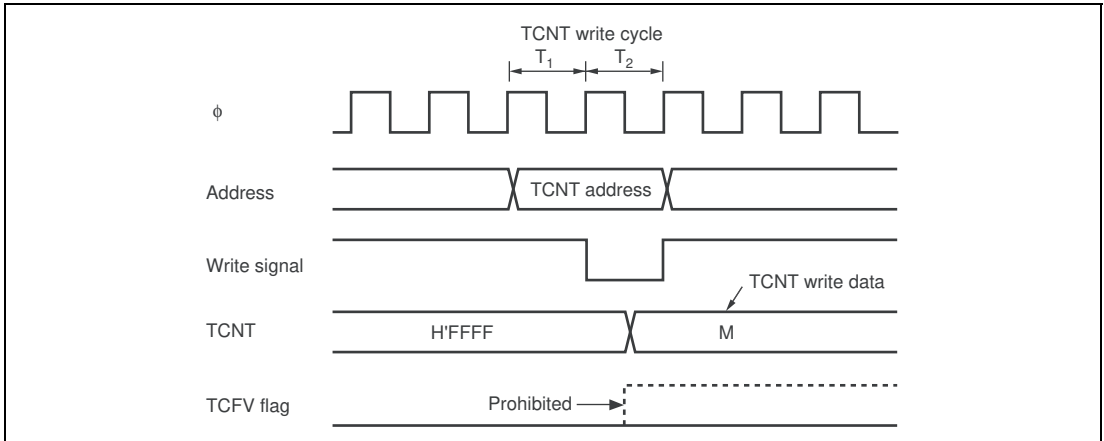 TCNT write cycle
T1 T2
ϕ
Address
TCNT address
Write signal
TCNT write data
TCNT
H'FFFF
M
TCFV flag
Prohibited